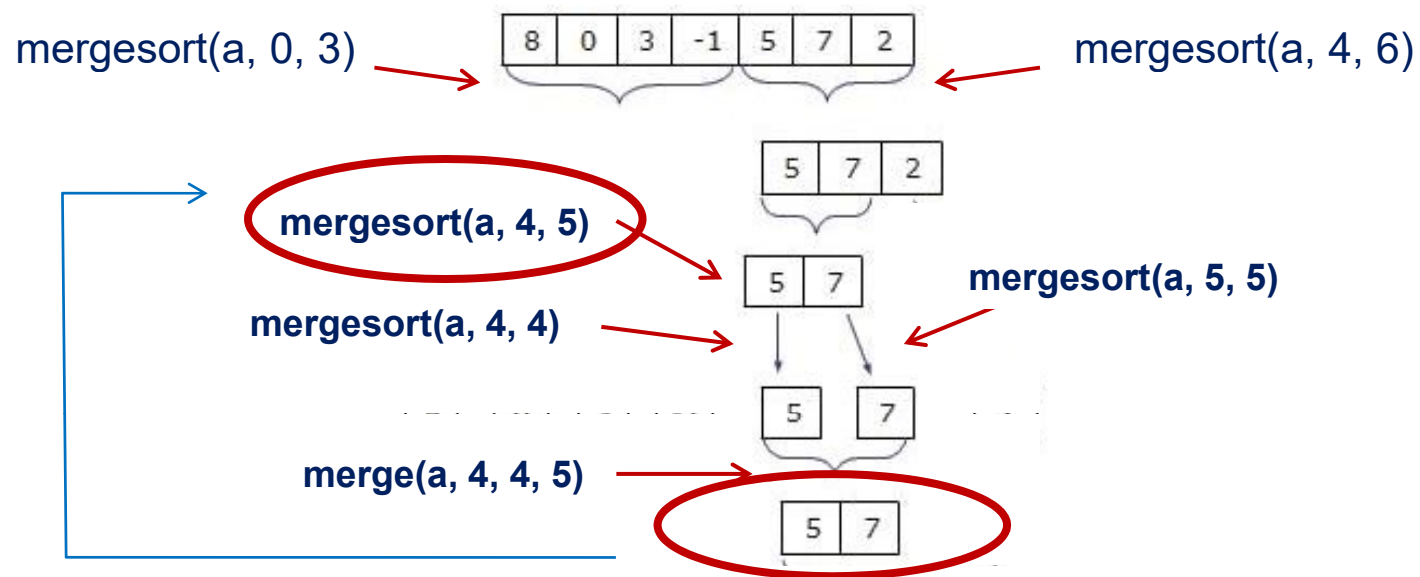 mergesort(a, 0, 3)
8 0 3 -1 5 7 2
mergesort(a, 4, 6)
5 7 2
mergesort(a, 4, 5)
5 7
mergesort(a, 5, 5)
mergesort(a, 4, 4)
5 7
merge(a, 4, 4, 5)
5 7